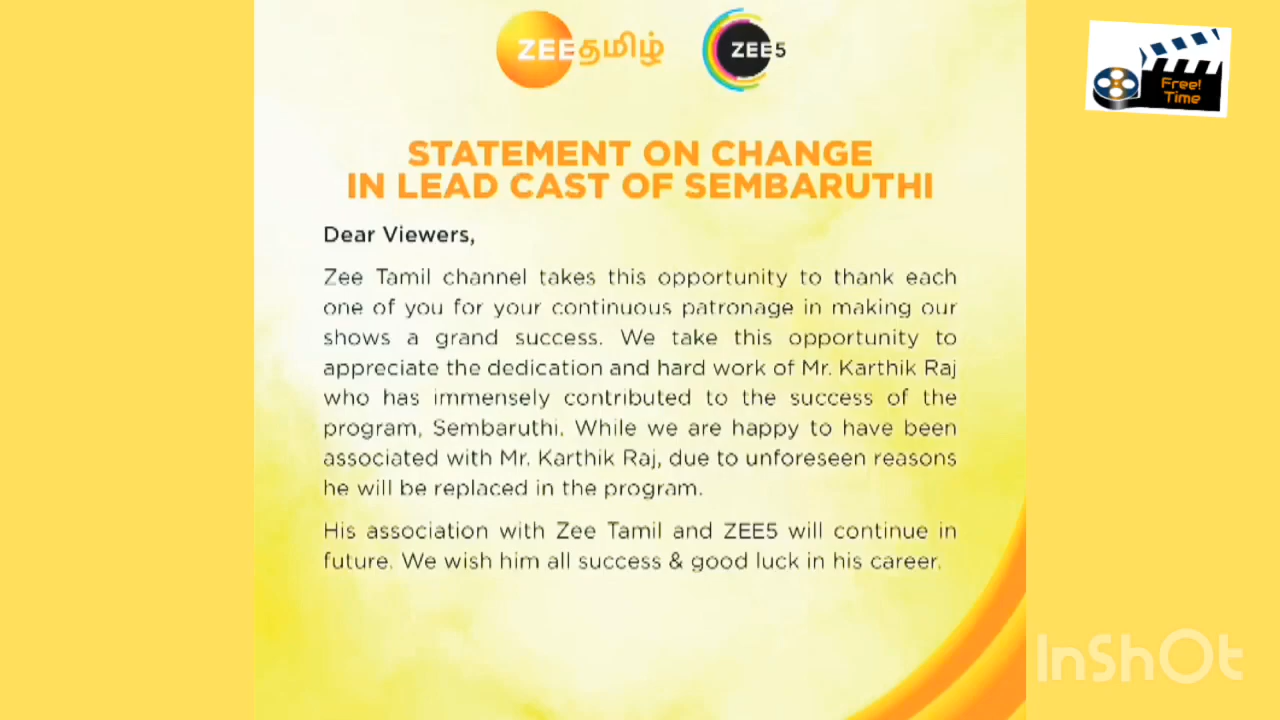 ZEE தமிழ் ZEE5
Free!
Time
STATEMENT ON CHANGE
IN LEAD CAST OF SEMBARUTHI
Dear Viewers,
Zee Tamil channel takes this opportunity to thank each
one of you for your continuous patronage in making our
shows a grand success. We take this opportunity to
appreciate the dedication and hard work of Mr. Karthik Raj
who has immensely contributed to the success of the
program, Sembaruthi. While we are happy to have been
associated with Mr. Karthik Raj, due to unforeseen reasons
he will be replaced in the program.
His association with Zee Tamil and ZEE5 will continue in
future. We wish him all success & good luck in his career.
InShOt